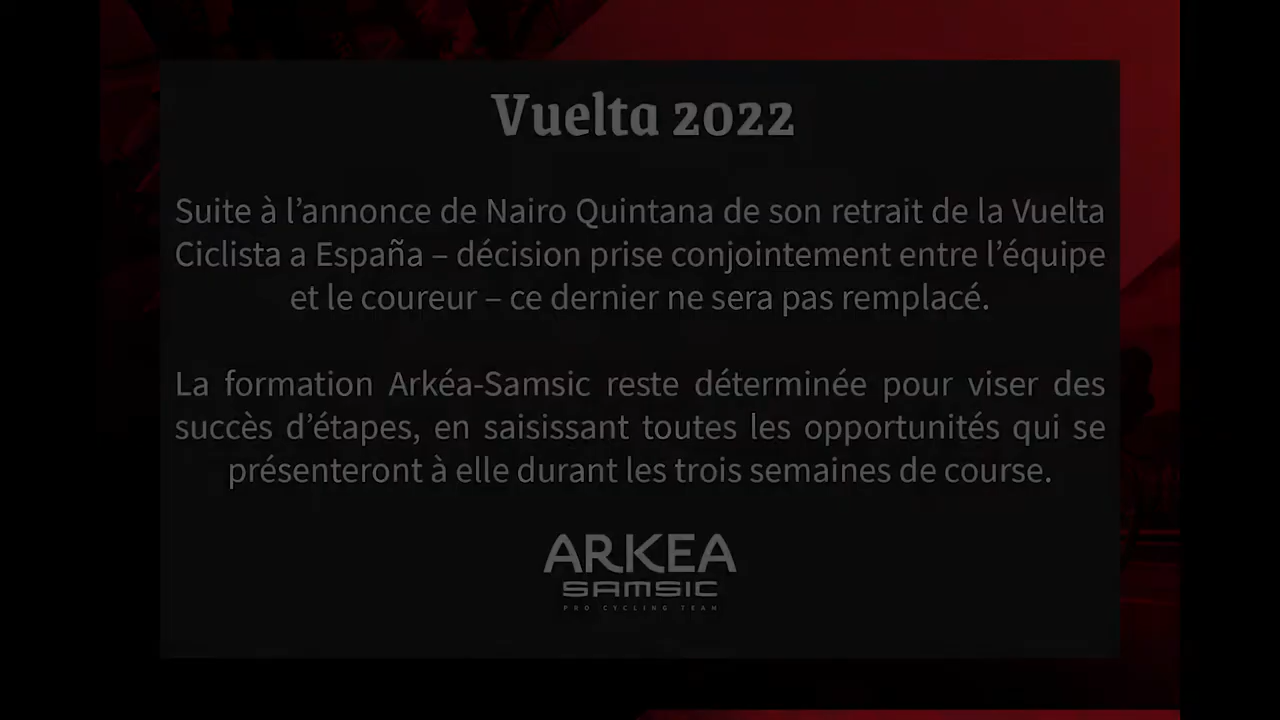 Vuelta 2022
Suite à l’annonce de Nairo Quintana de son retrait de la Vuelta
Ciclista a España – décision prise conjointement entre l’équipe
et le coureur – ce dernier ne sera pas remplacé.
La formation Arkéa-Samsic reste déterminée pour viser des
succès d’étapes, en saisissant toutes les opportunités qui se
présenteront à elle durant les trois semaines de course.
ARKEA
SAMSIC
PRO CYCLING TEAM